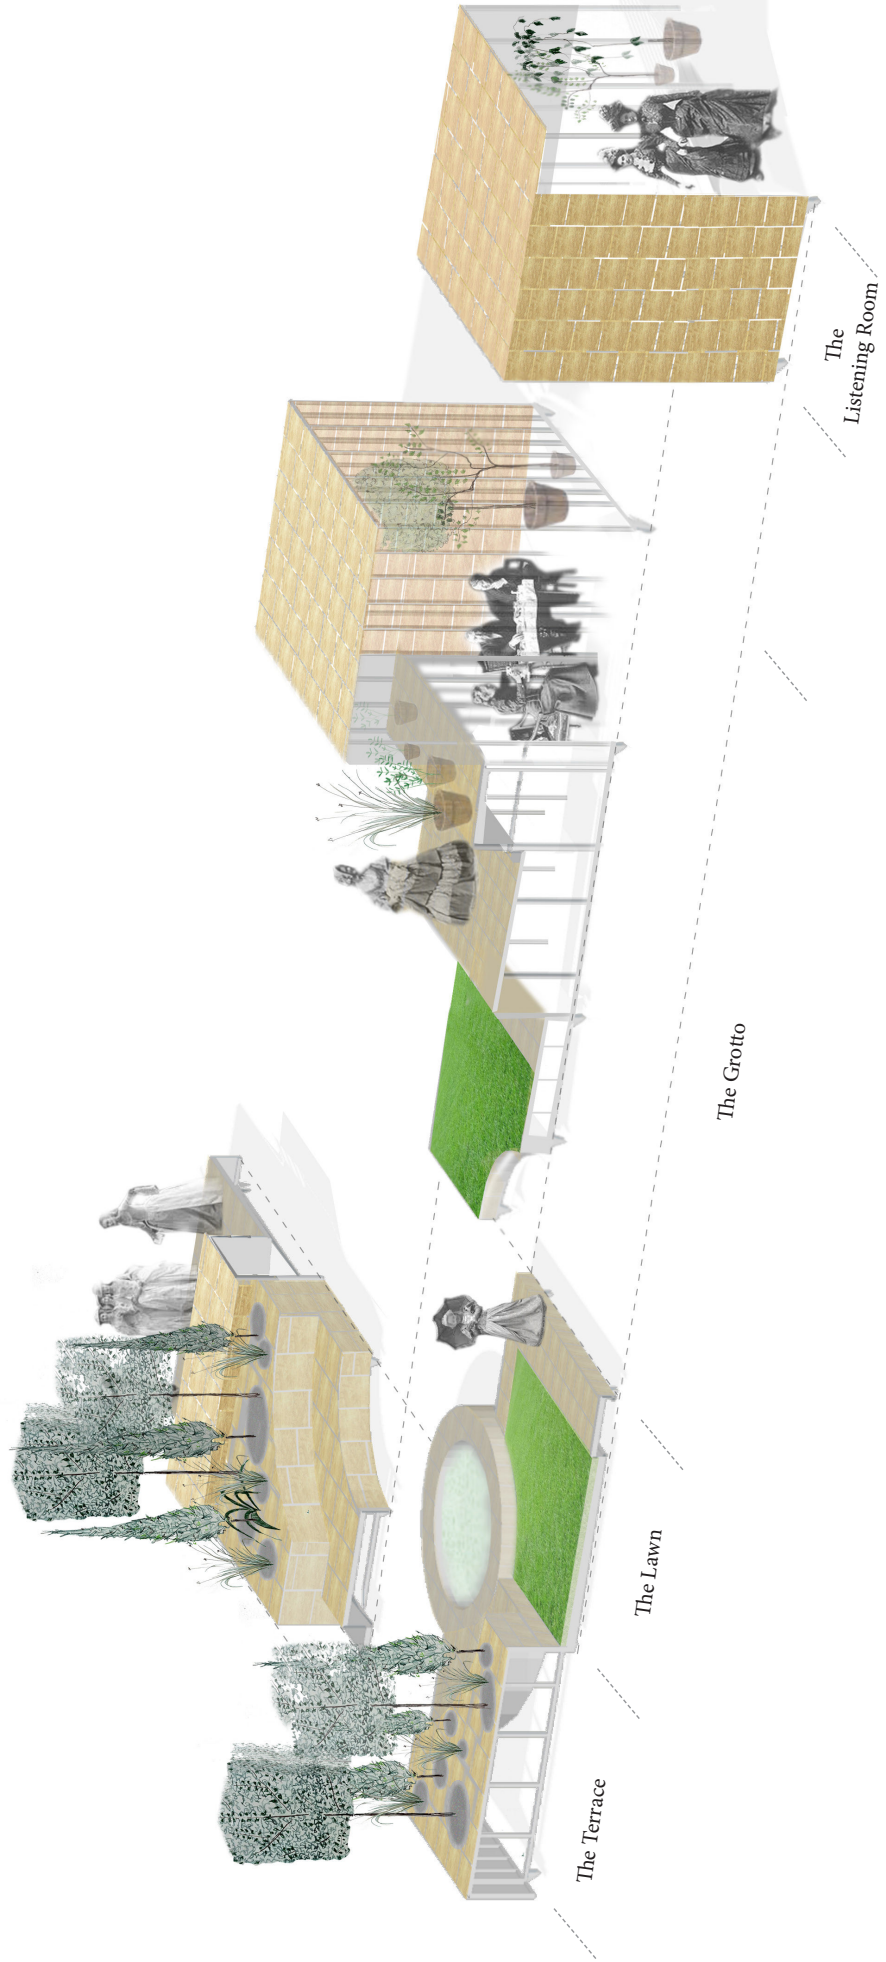 The Terrace
The Lawn
The Grotto
The
Listening Room